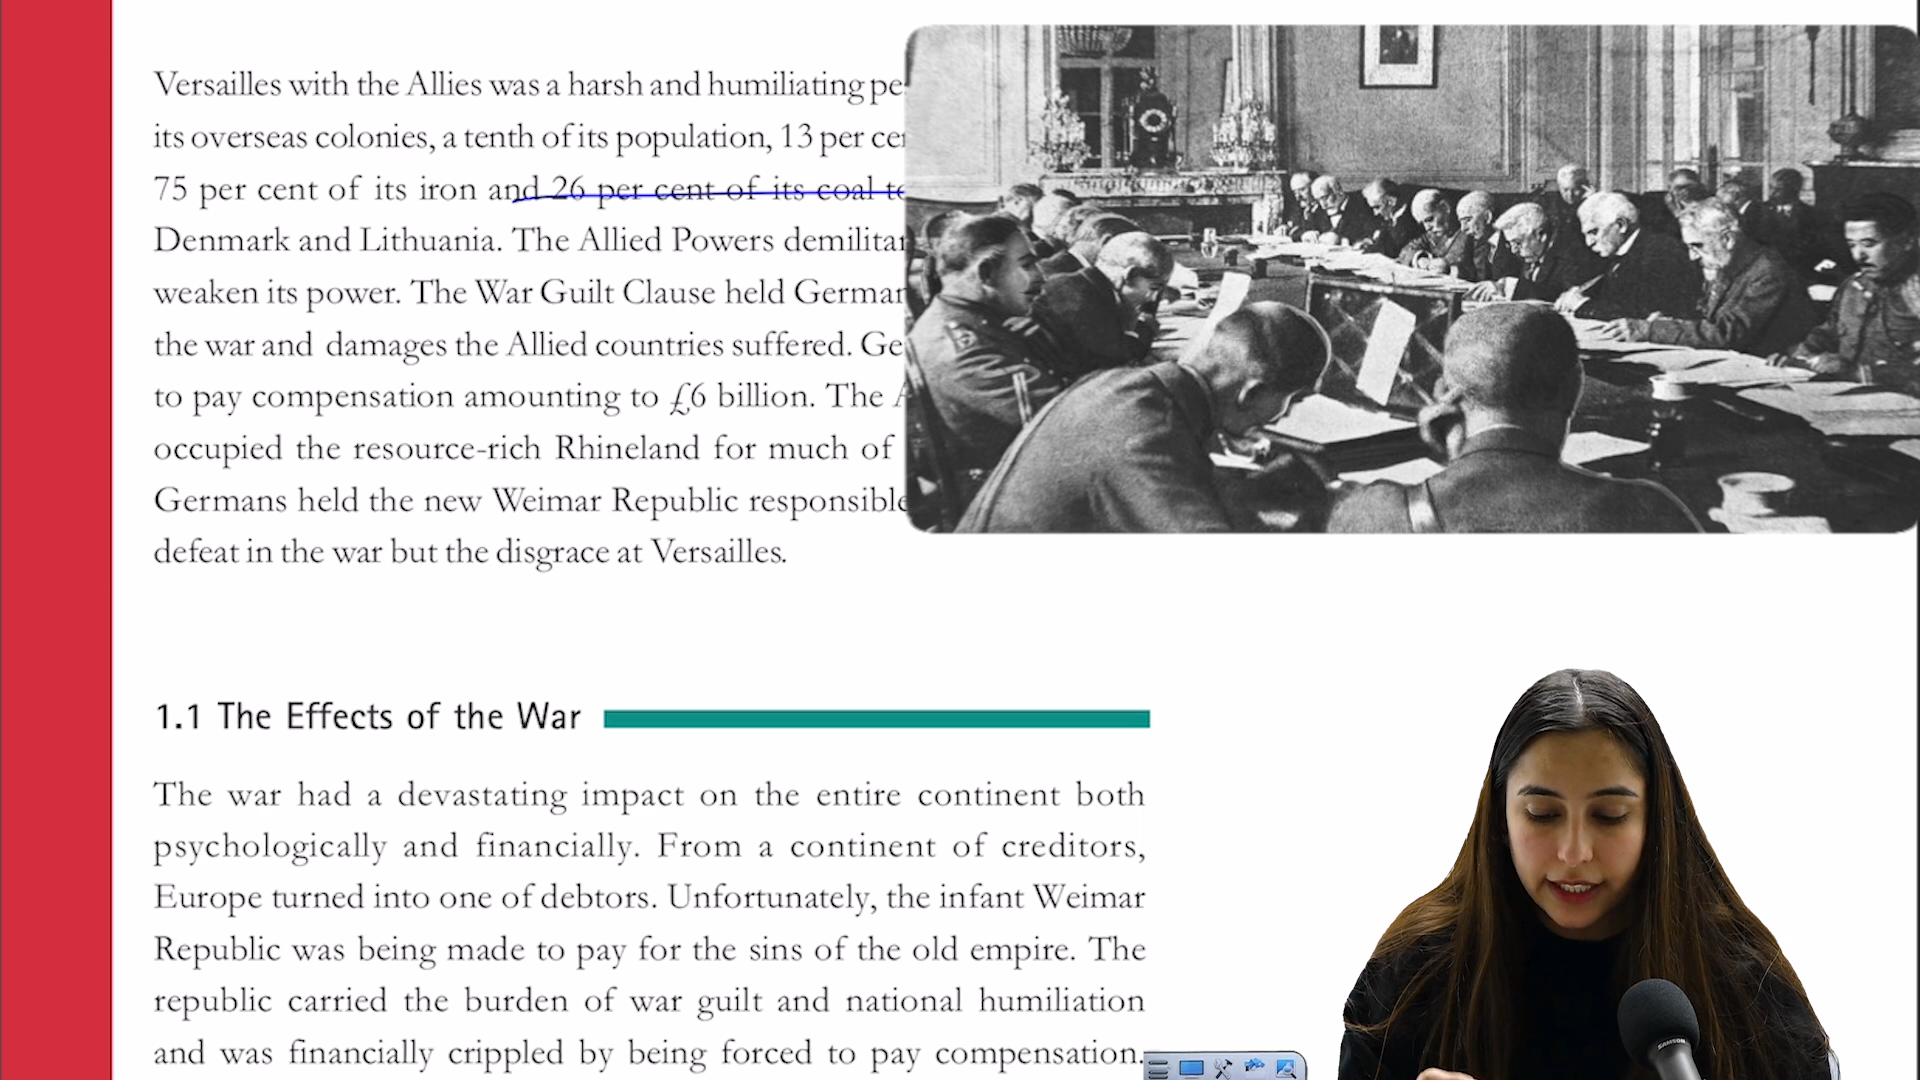 Versailles with the Allies was a harsh and humiliating
its overseas colonies, a tenth of its population, 13 per
75 per cent of its iron and 26 per cent of its coal
Denmark and Lithuania. The Allied Powers
weaken its power. The War Guilt Clause held
the war and damages the Allied countries suffered.
to pay compensation amounting to £6 billion. The
occupied the resource-rich Rhineland for much of
Germans held the new Weimar Republic
defeat in the war but the disgrace at Versailles.
1.1 The Effects of the War
The war had a devastating impact on the entire continent both
psychologically and financially. From a continent of creditors,
Europe turned into one of debtors. Unfortunately, the infant Weimar
Republic was being made to pay for the sins of the old empire. The
republic carried the burden of war guilt and national humiliation
and was financially crippled by being forced to pay compensation.
SAMSON